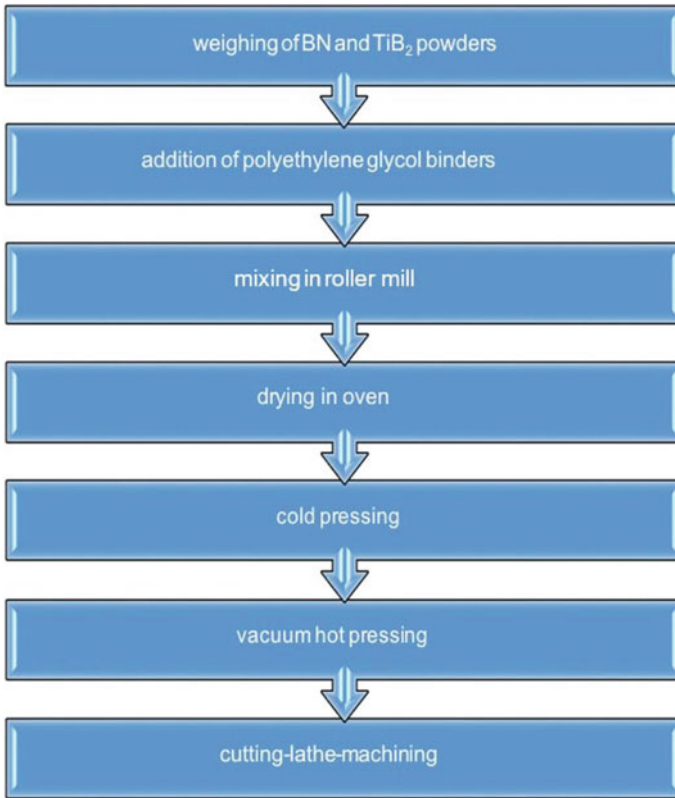 weighing of BN and TiB₂ powders
addition of polyethylene glycol binders
mixing in roller mill
drying in oven
cold pressing
vacuum hot pressing
cutting-lathe-machining